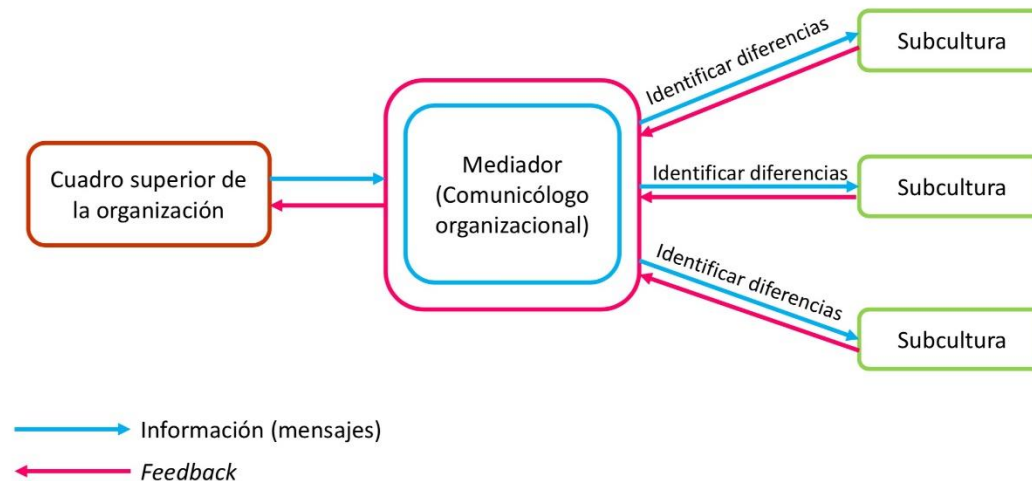 Cuadro superior de
la organización
Mediador
(Comunicólogo
organizacional)
Identificar diferencias
Subcultura
Identificar diferencias
Subcultura
Identificar diferencias
Subcultura
Información (mensajes)
Feedback